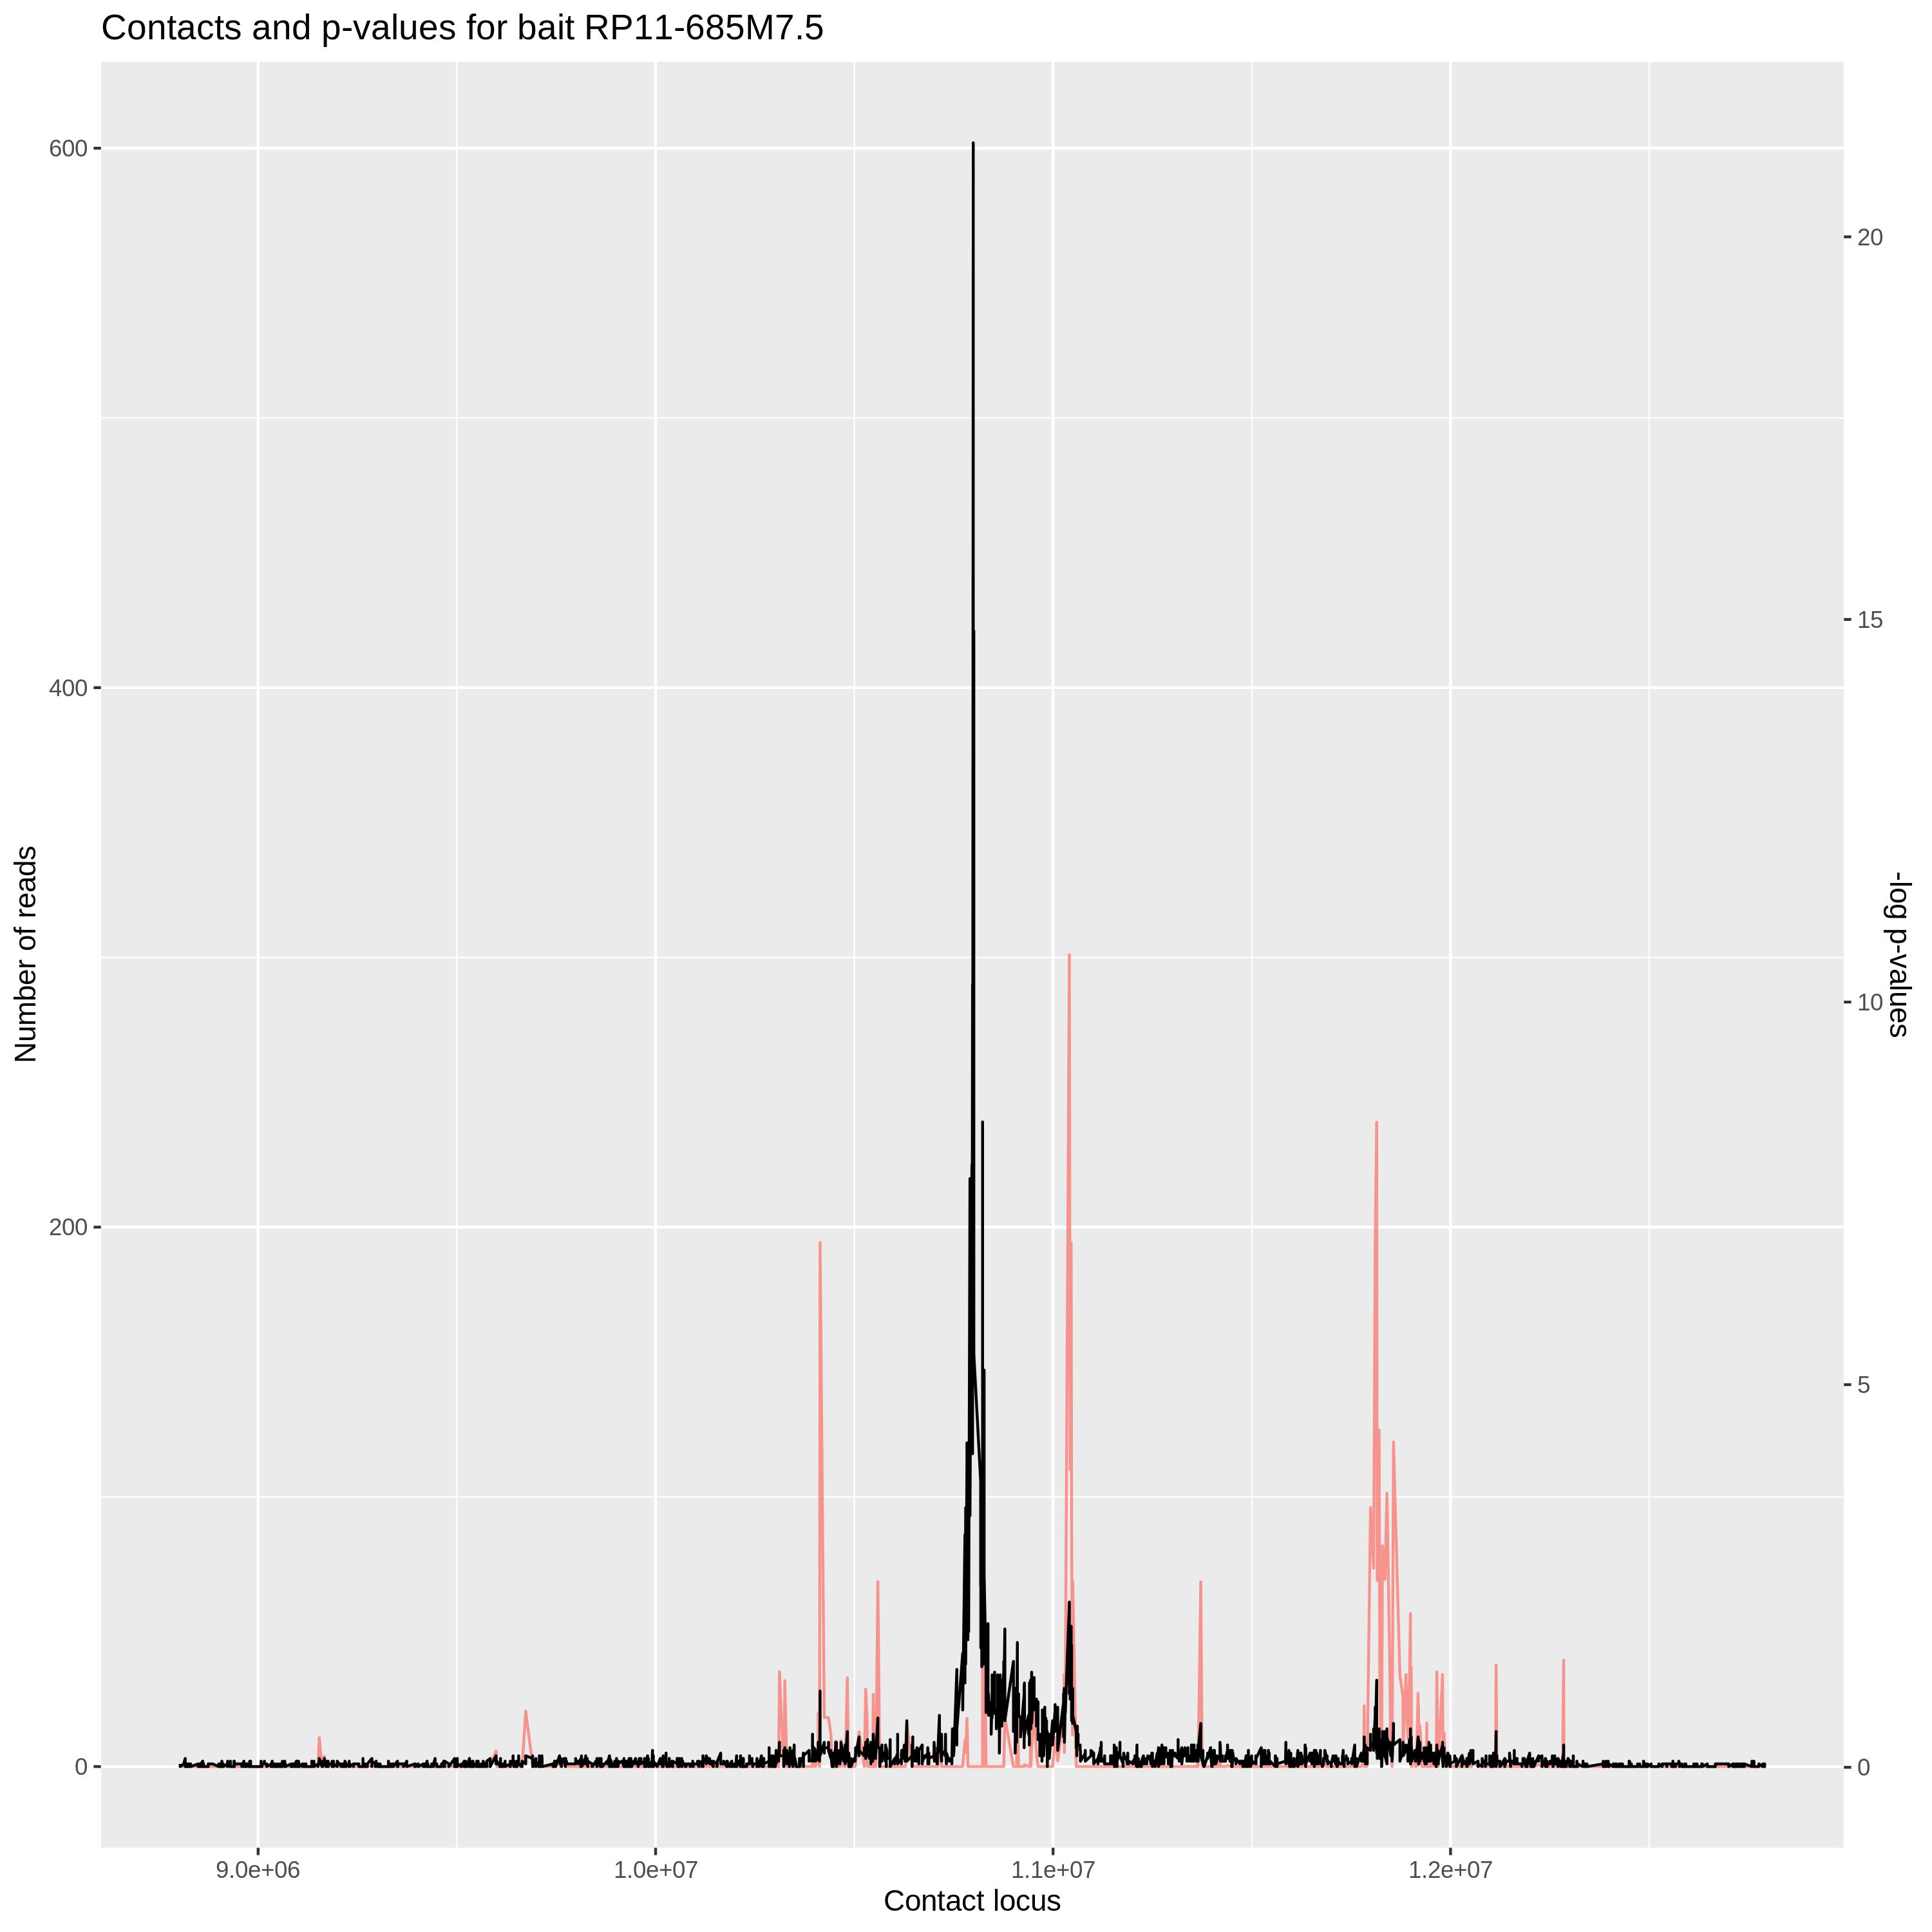 Contacts and p-values for bait RP11-685M7.5
Number of reads
600
400
200
0
20
15
10
5
0
-log p-values
9.0e+06 1.0e+07 1.1e+07 1.2e+07
Contact locus